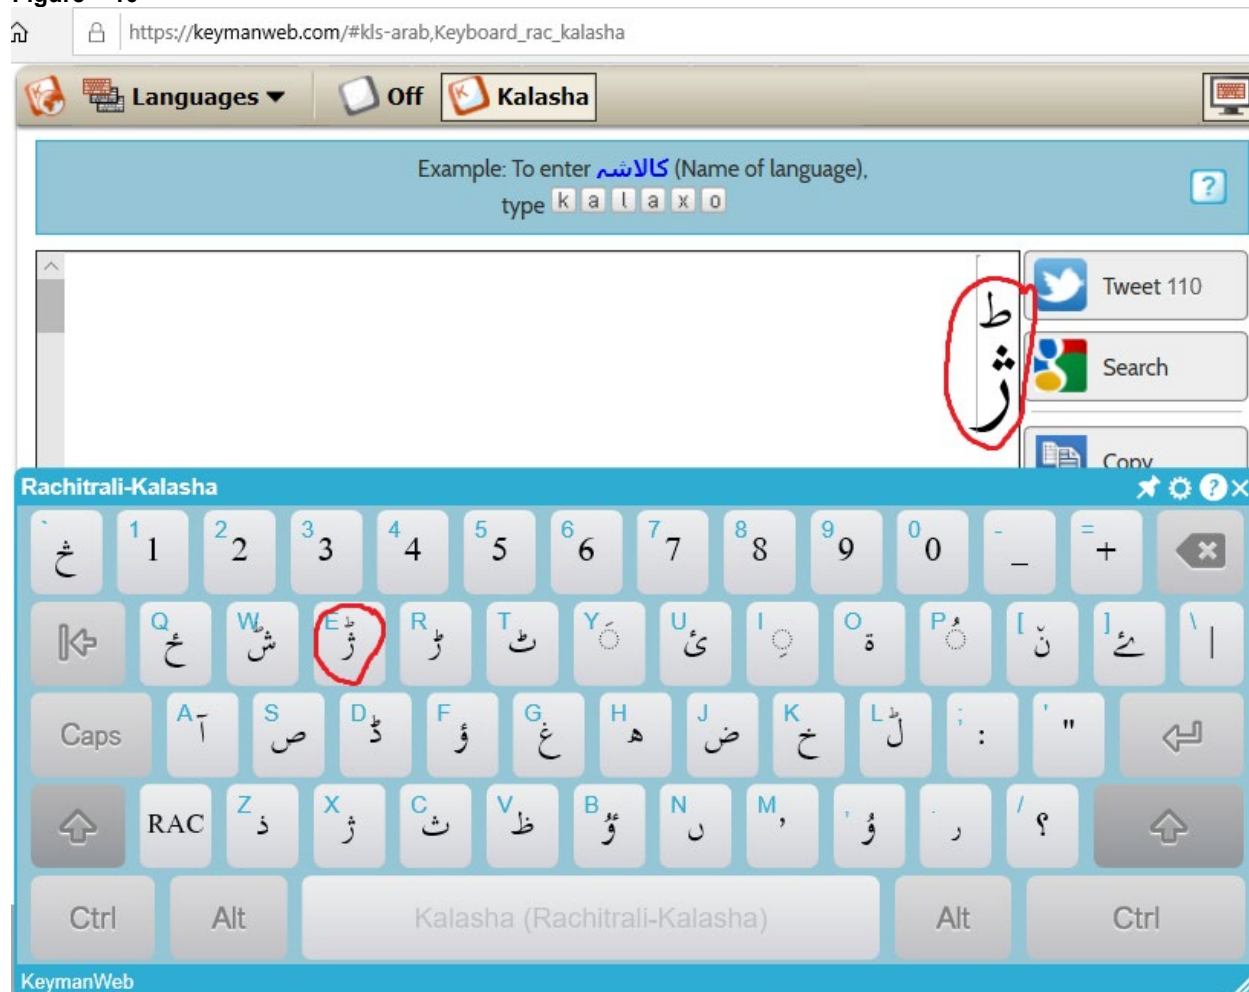 https://keymanweb.com/#kls-arab,Keyboard_rac_kalasha
Languages ▼ Off Kalasha
Example: To enter کالاشہ (Name of language),
type k a l a x o
?
Tweet 110
Search
Copy
Rachitrali-Kalasha
` څ 1 1 2 2 3 3 4 4 5 5 6 6 7 7 8 8 9 9 0 0 - _ = +
Q ځ W E R ڑ T ٹ Y U ئ I O ة P [ ] ۓ \ |
Caps A آ S ص D ڈ F ؤ G غ H ھ J ض K خ L ; : ' "
RAC Z ذ X ژ C ث V ظ B N ں M , ' . ر / ؟
Ctrl Alt Kalasha (Rachitrali-Kalasha) Alt Ctrl
KeymanWeb